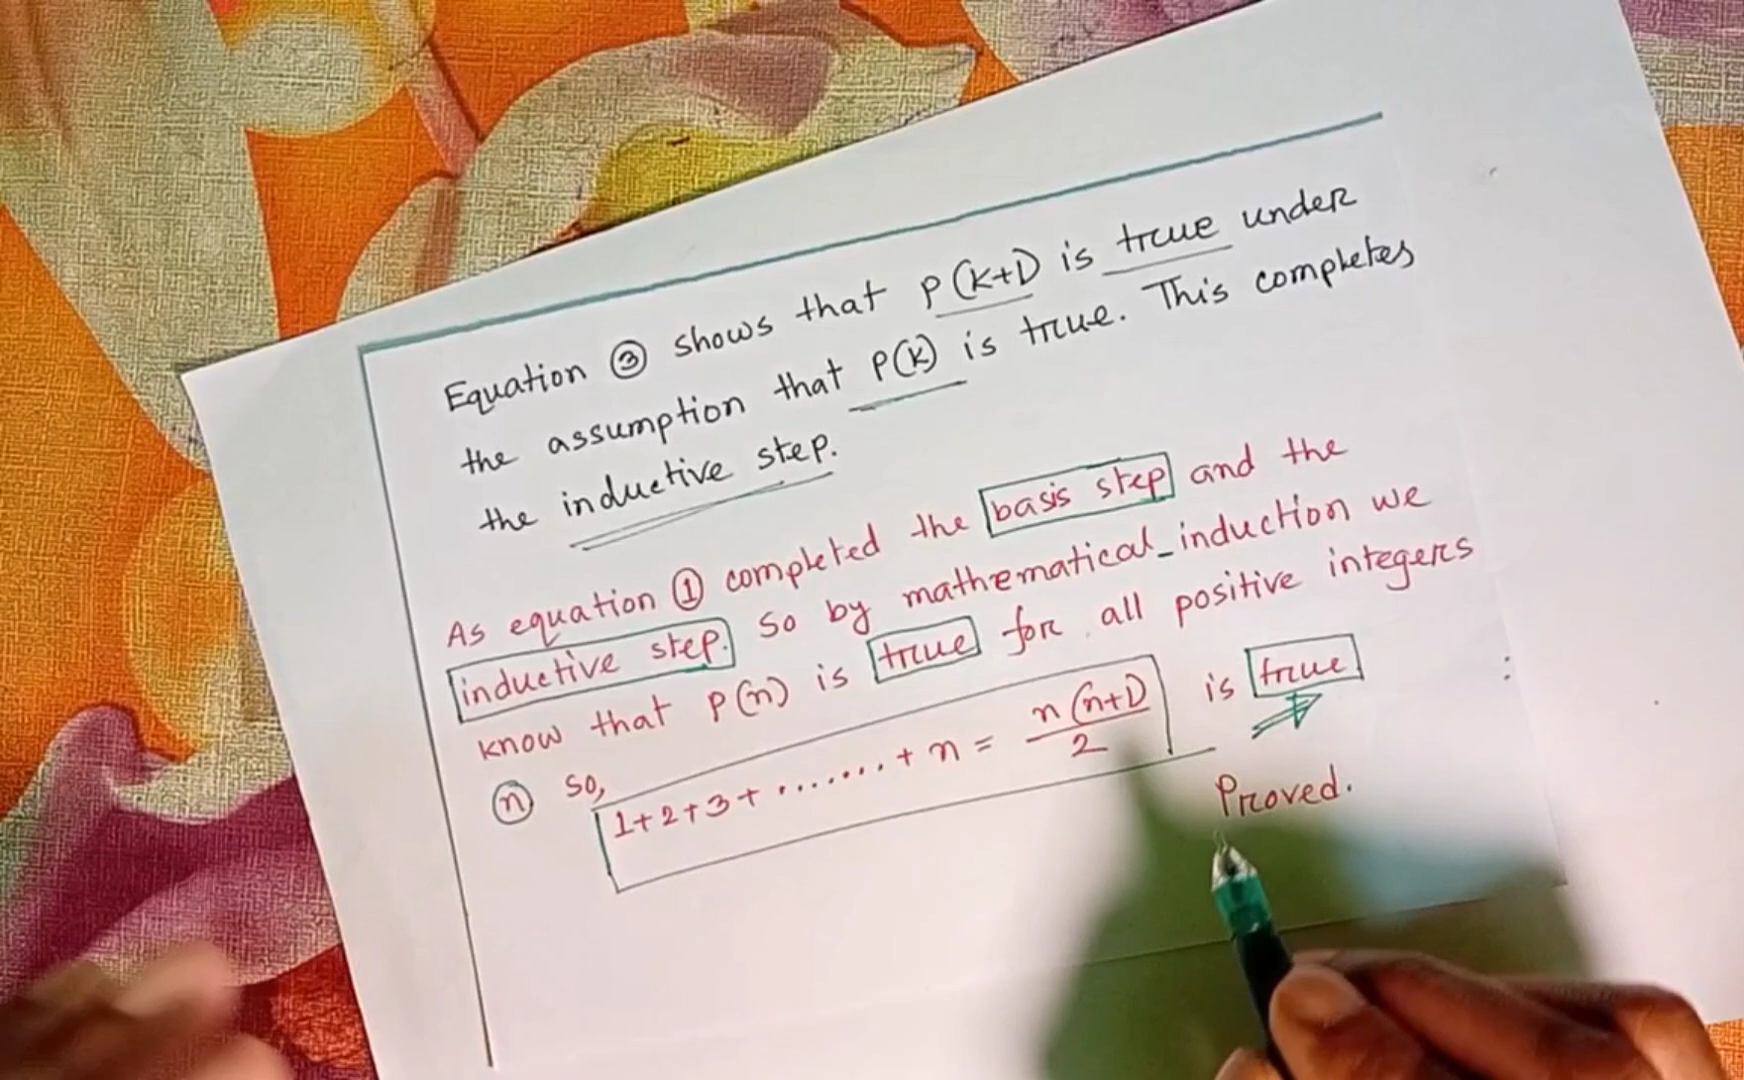 Equation ③ shows that P(k+1) is true under
the assumption that P(k) is true. This completes
the inductive step.
As equation ① completed the basis step and the
inductive step. so by mathematical-induction we
know that P(n) is true for all positive integers
ⓝ so,
1+2+3+.......+n = n(n+1)/2 is true :
Proved.